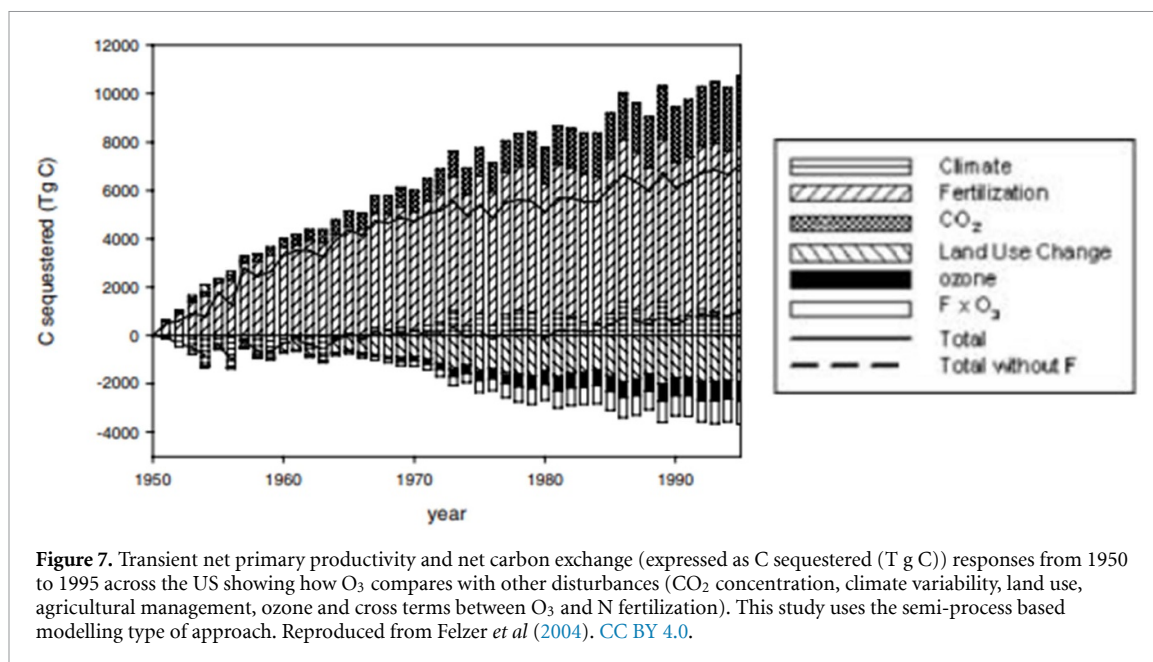 12000
10000
8000
6000
4000
2000
0
-2000
-4000
C sequestered (Tg C)
1950
1960
1970
1980
1990
year
Climate
Fertilization
CO₂
Land Use Change
ozone
F x O₃
Total
Total without F
Figure 7. Transient net primary productivity and net carbon exchange (expressed as C sequestered (T g C)) responses from 1950
to 1995 across the US showing how O₃ compares with other disturbances (CO₂ concentration, climate variability, land use,
agricultural management, ozone and cross terms between O₃ and N fertilization). This study uses the semi-process based
modelling type of approach. Reproduced from Felzer et al (2004). CC BY 4.0.